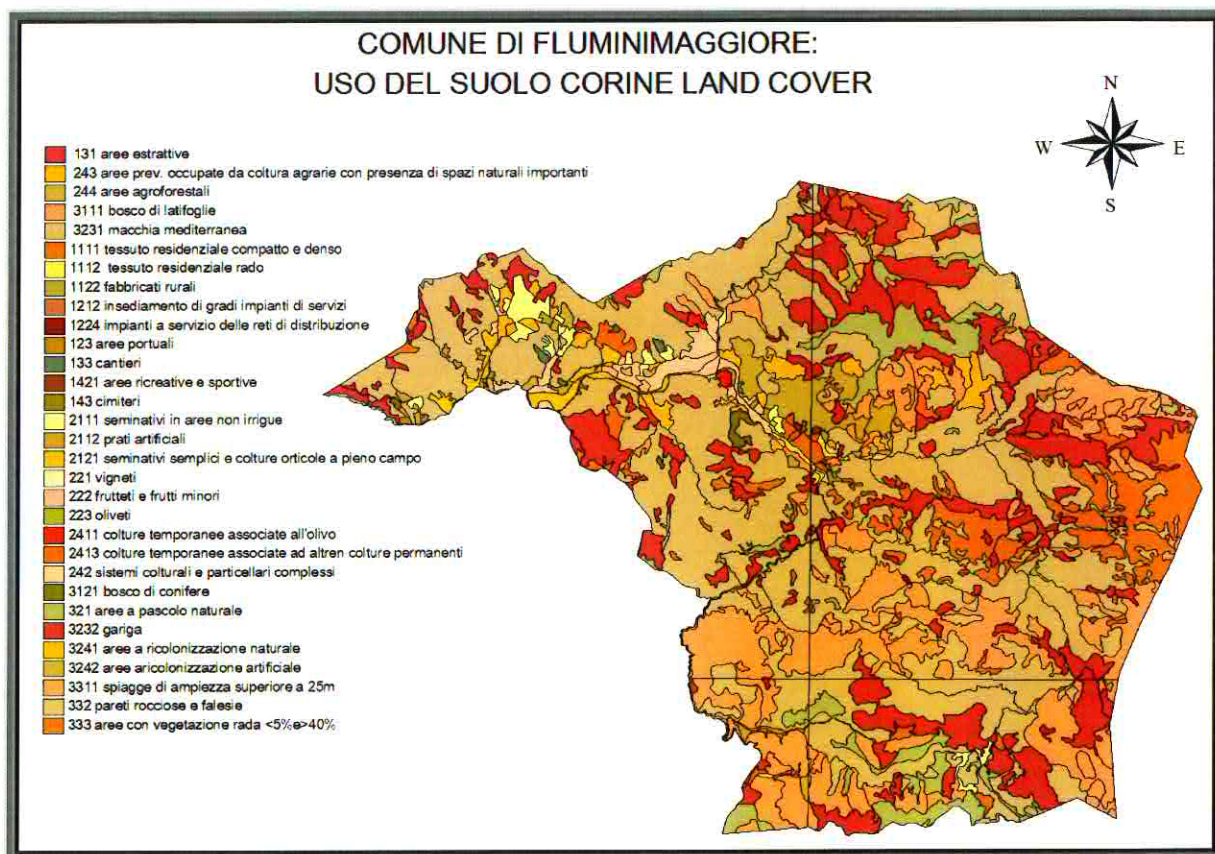 COMUNE DI FLUMINIMAGGIORE:
USO DEL SUOLO CORINE LAND COVER
N
W E
S
131 aree estrattive
243 aree prev. occupate da coltura agrarie con presenza di spazi naturali importanti
244 aree agroforestali
3111 bosco di latifoglie
3231 macchia mediterranea
1111 tessuto residenziale compatto e denso
1112 tessuto residenziale rado
1122 fabbricati rurali
1212 insediamento di gradi impianti di servizi
1224 impianti a servizio delle reti di distribuzione
123 aree portuali
133 cantieri
1421 aree ricreative e sportive
143 cimiteri
2111 seminativi in aree non irrigue
2112 prati artificiali
2121 seminativi semplici e colture orticole a pieno campo
221 vigneti
222 frutteti e frutti minori
223 oliveti
2411 colture temporanee associate all'olivo
2413 colture temporanee associate ad altren colture permanenti
242 sistemi colturali e particellari complessi
3121 bosco di conifere
321 aree a pascolo naturale
3232 gariga
3241 aree a ricolonizzazione naturale
3242 aree aricolonizzazione artificiale
3311 spiagge di ampiezza superiore a 25m
332 pareti rocciose e falesie
333 aree con vegetazione rada <5%e>40%